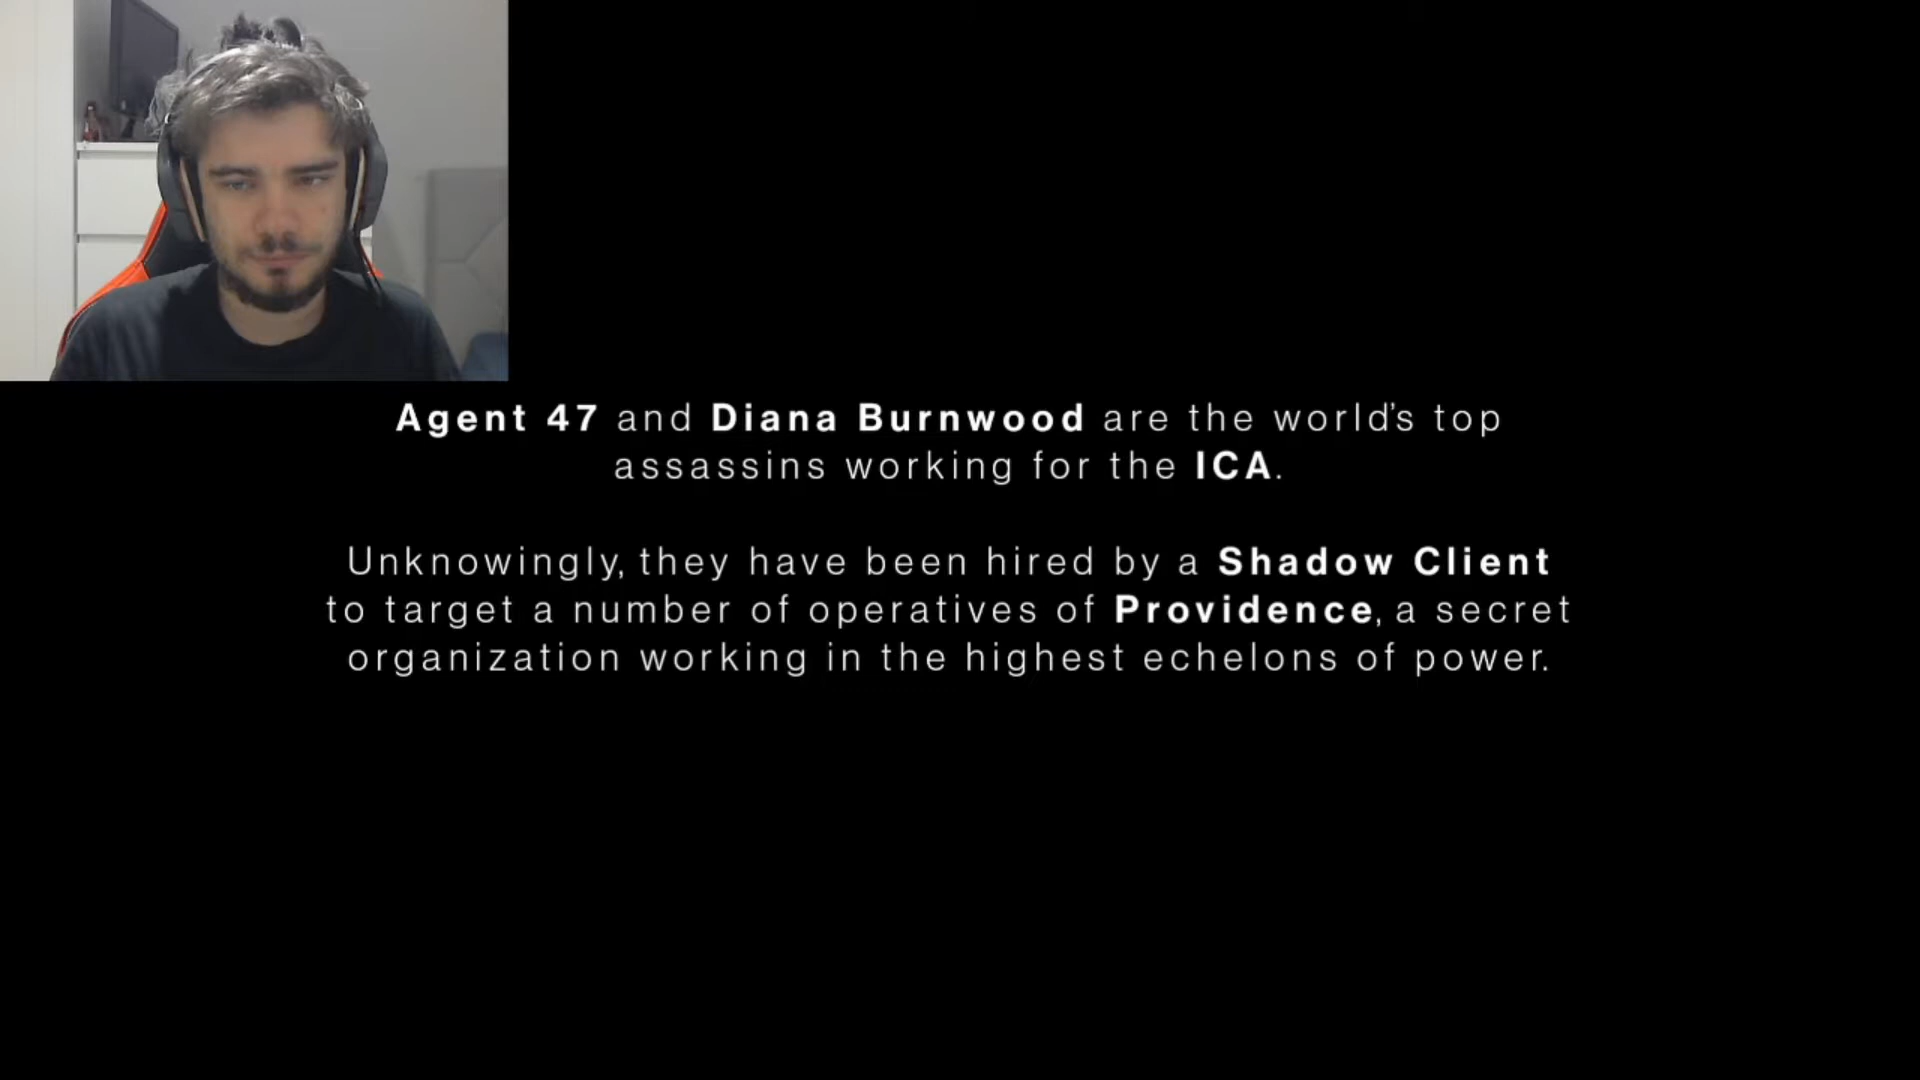 Agent 47 and Diana Burnwood are the world's top
assassins working for the ICA.
Unknowingly, they have been hired by a Shadow Client
to target a number of operatives of Providence, a secret
organization working in the highest echelons of power.